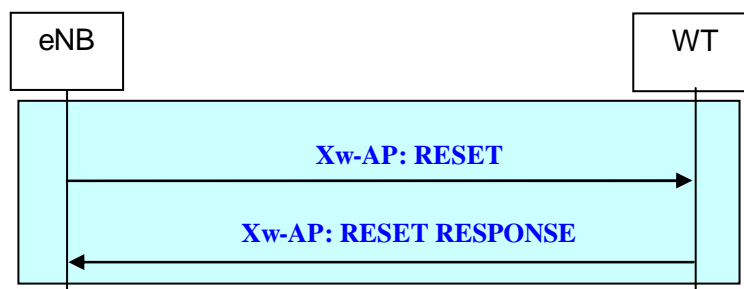 eNB
WT
Xw-AP: RESET
Xw-AP: RESET RESPONSE